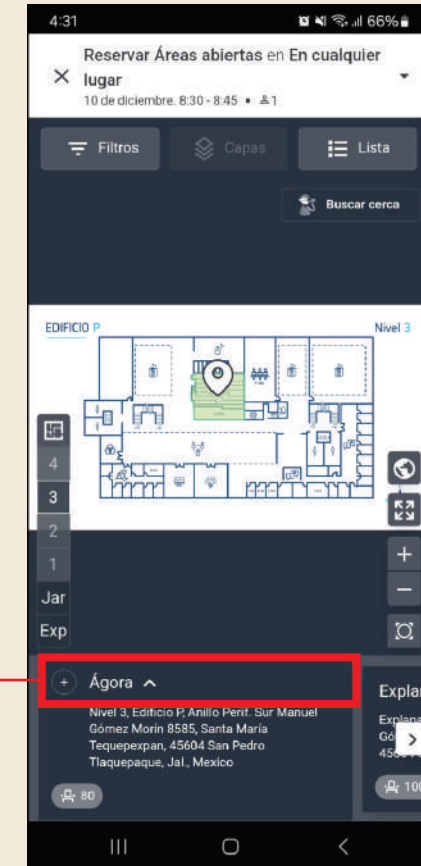 4:31
66%
Reservar Áreas abiertas en En cualquier
lugar
10 de diciembre. 8:30 - 8:45 • 1
Filtros
Capas
Lista
Buscar cerca
EDIFICIO P
Nivel 3
4
3
2
1
Jar
Exp
+
−
+ Ágora
Nivel 3, Edificio P, Anillo Perif. Sur Manuel
Gómez Morín 8585, Santa María
Tequepexpan, 45604 San Pedro
Tlaquepaque, Jal., Mexico
80